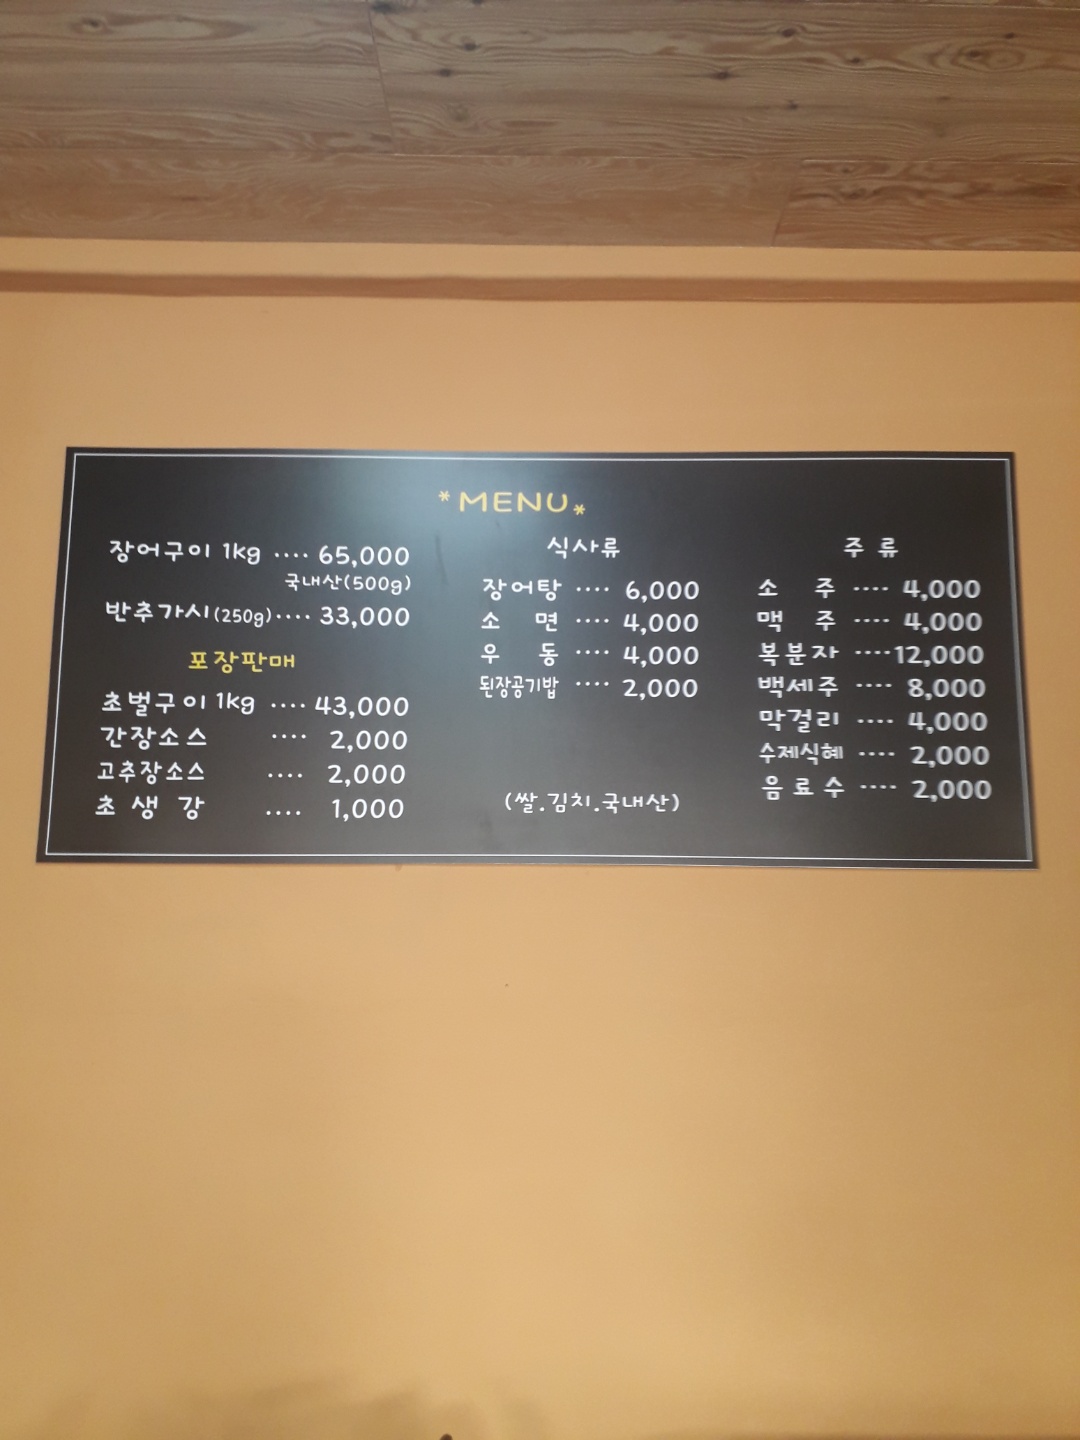 *MENU*
장어구이 1kg .... 65,000
국내산(500g)
반추가시(250g).... 33,000
포장판매
초벌구이 1kg .... 43,000
간장소스 .... 2,000
고추장소스 .... 2,000
초 생 강 .... 1,000
식사류
장어탕 .... 6,000
소 면 .... 4,000
우 동 .... 4,000
된장공기밥 .... 2,000
(쌀.김치.국내산)
주 류
소 주 .... 4,000
맥 주 .... 4,000
복분자 ....12,000
백세주 .... 8,000
막걸리 .... 4,000
수제식혜 .... 2,000
음료수 .... 2,000